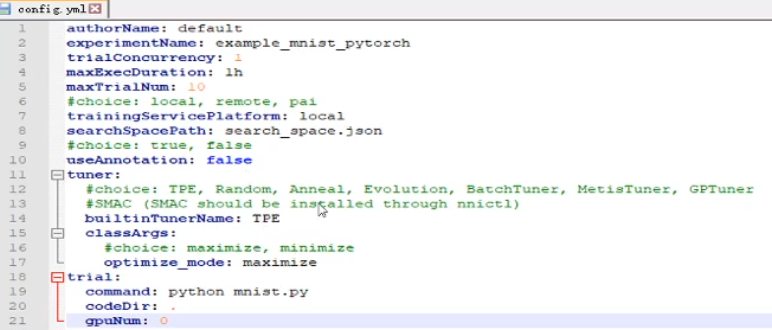 config.yml
1 authorName: default
2 experimentName: example_mnist_pytorch
3 trialConcurrency: 1
4 maxExecDuration: 1h
5 maxTrialNum: 10
6 #choice: local, remote, pai
7 trainingServicePlatform: local
8 searchSpacePath: search_space.json
9 #choice: true, false
10 useAnnotation: false
11 tuner:
12 #choice: TPE, Random, Anneal, Evolution, BatchTuner, MetisTuner, GPTuner
13 #SMAC (SMAC should be installed through nnictl)
14 builtinTunerName: TPE
15 classArgs:
16 #choice: maximize, minimize
17 optimize_mode: maximize
18 trial:
19 command: python mnist.py
20 codeDir: .
21 gpuNum: 0